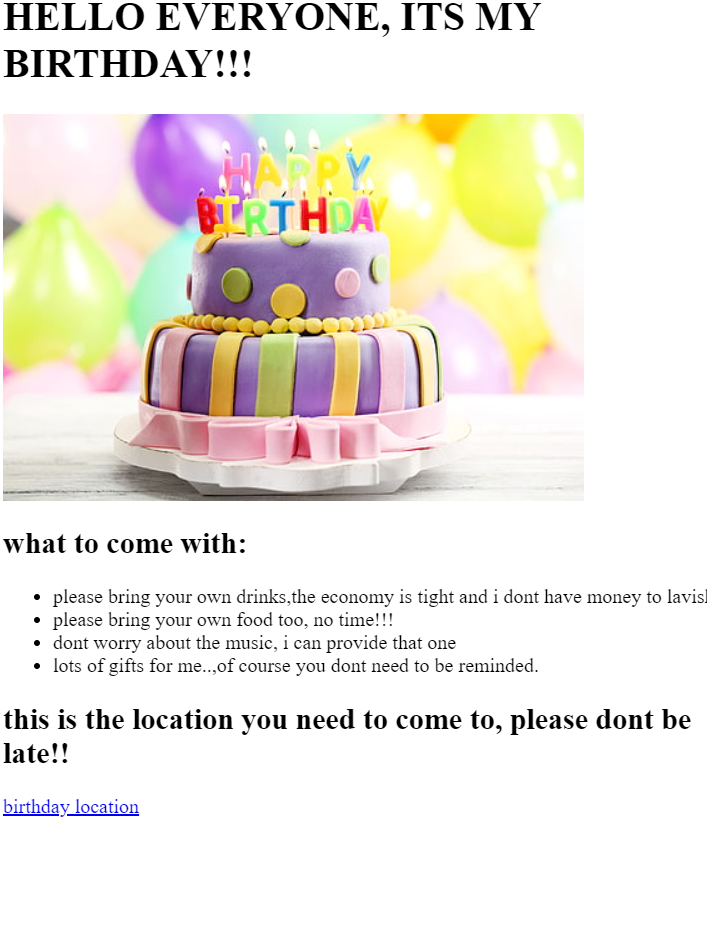 HELLO EVERYONE, ITS MY
BIRTHDAY!!!
HAPPY
BIRTHDAY
what to come with:
please bring your own drinks,the economy is tight and i dont have money to
please bring your own food too, no time!!!
dont worry about the music, i can provide that one
lots of gifts for me..,of course you dont need to be reminded.
this is the location you need to come to, please dont be
late!!
birthday location